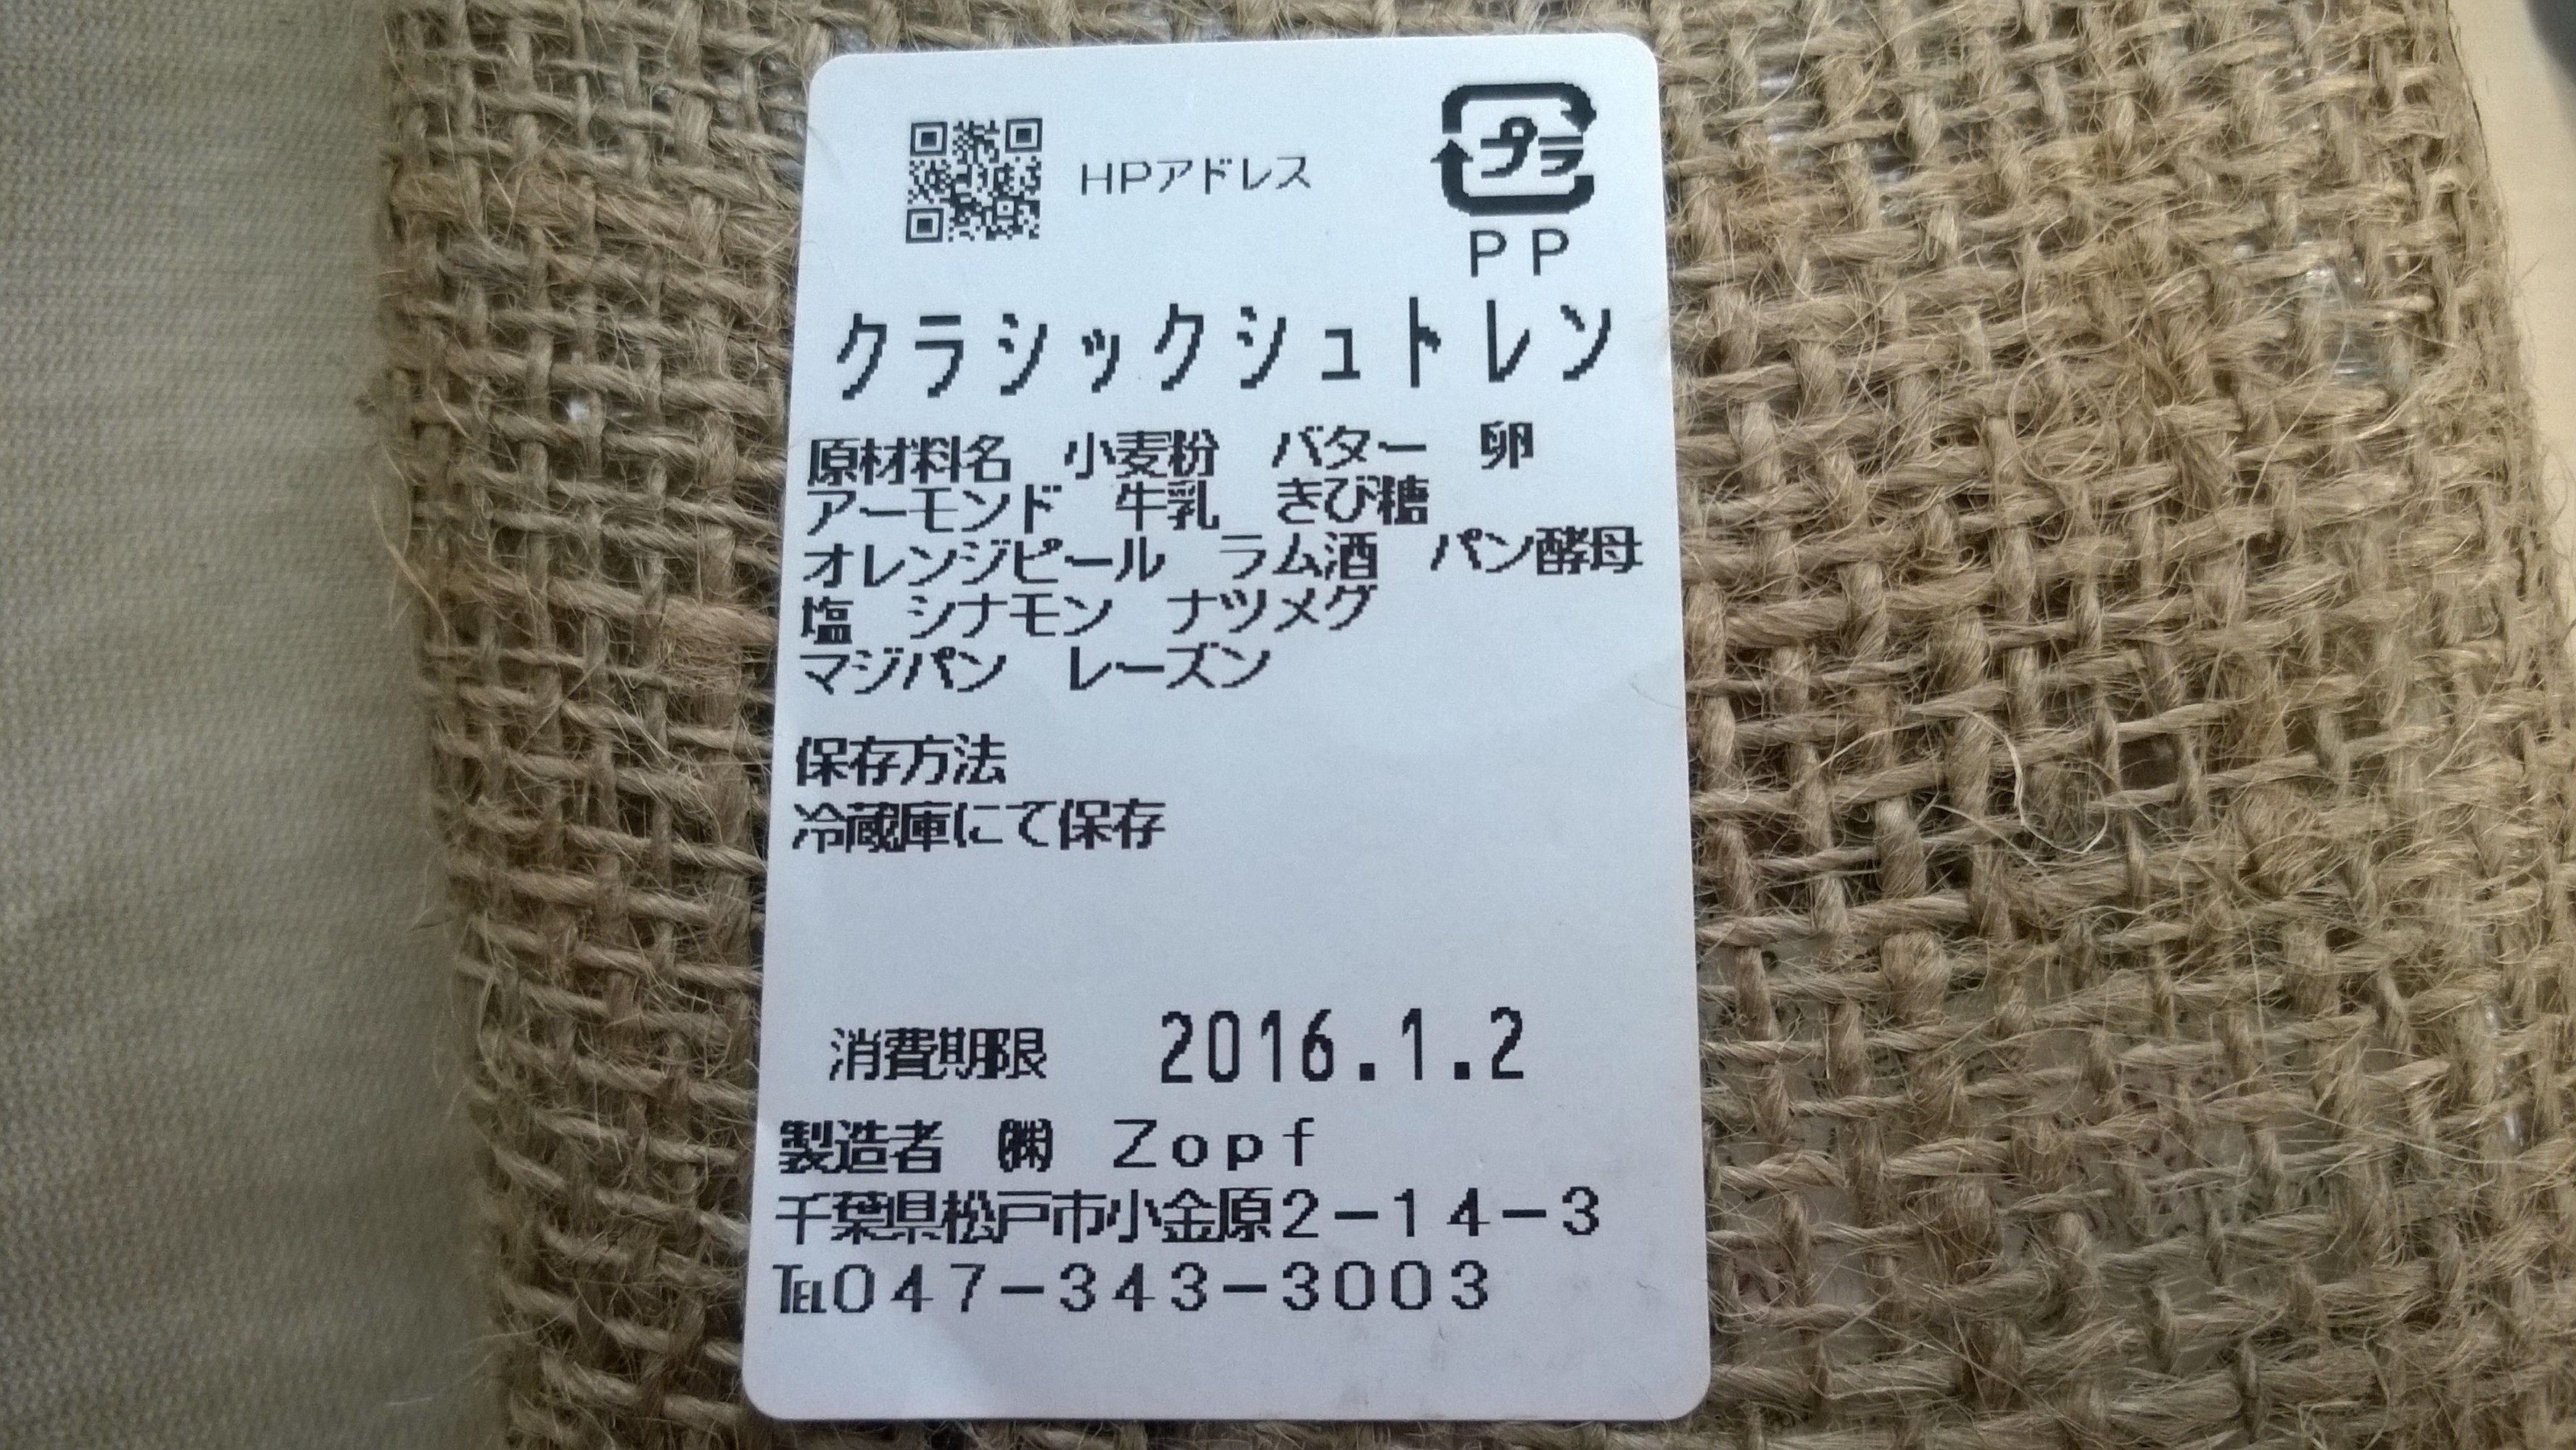 HPアドレス
プラ
PP
クラシックシュトレン
原材料名　小麦粉　バター　卵
アーモンド　牛乳　きび糖
オレンジピール　ラム酒　パン酵母
塩　シナモン　ナツメグ
マジパン　レーズン
保存方法
冷蔵庫にて保存
消費期限　2016.1.2
製造者　㈱　Zopf
千葉県松戸市小金原2-14-3
℡047-343-3003